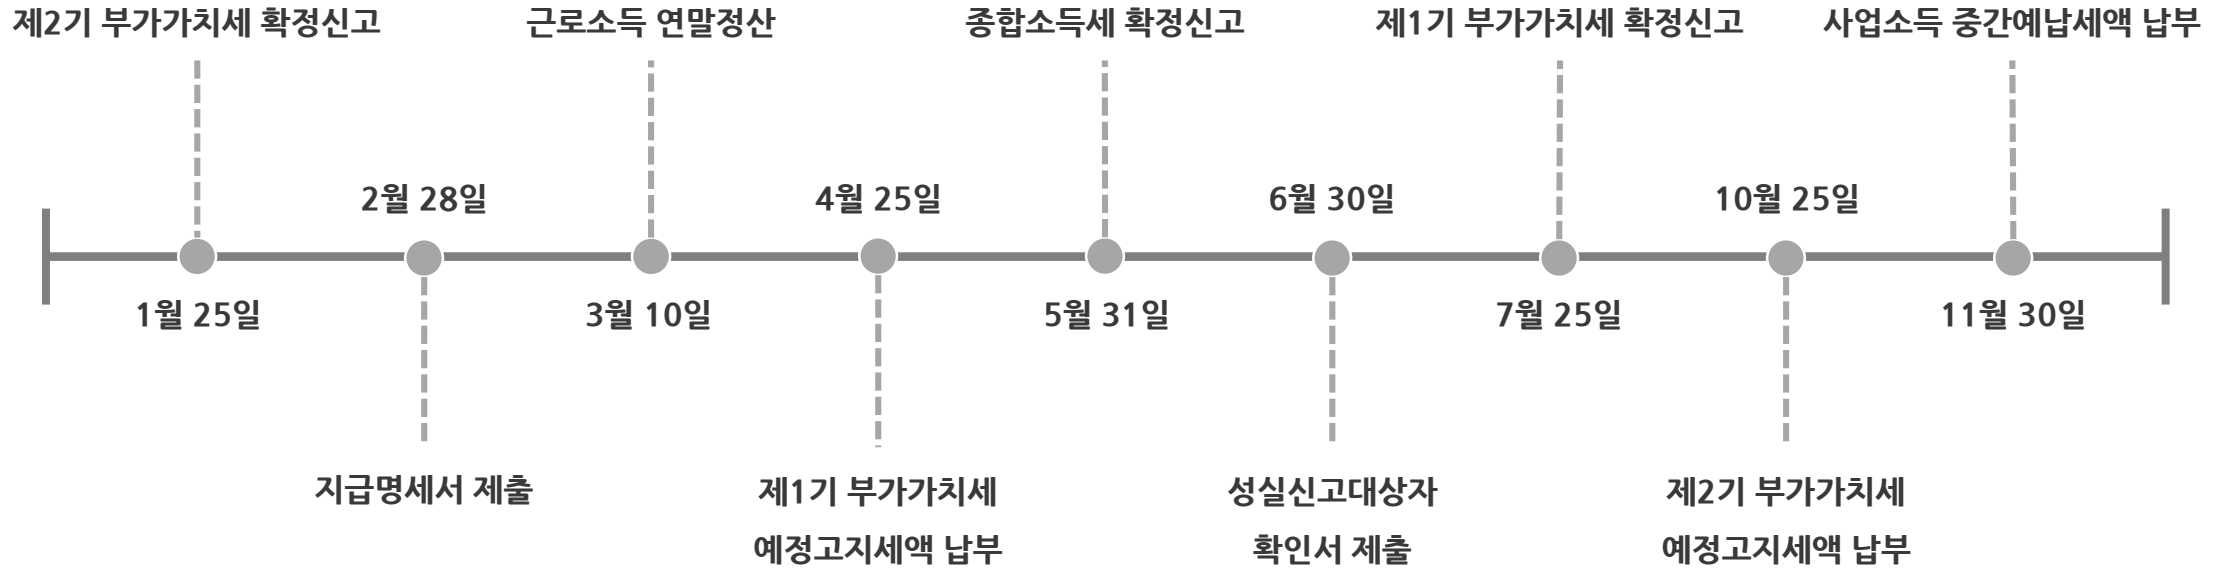 제2기 부가가치세 확정신고
근로소득 연말정산
종합소득세 확정신고
제1기 부가가치세 확정신고
사업소득 중간예납세액 납부
2월 28일
4월 25일
6월 30일
10월 25일
1월 25일
3월 10일
5월 31일
7월 25일
11월 30일
지급명세서 제출
제1기 부가가치세
예정고지세액 납부
성실신고대상자
확인서 제출
제2기 부가가치세
예정고지세액 납부